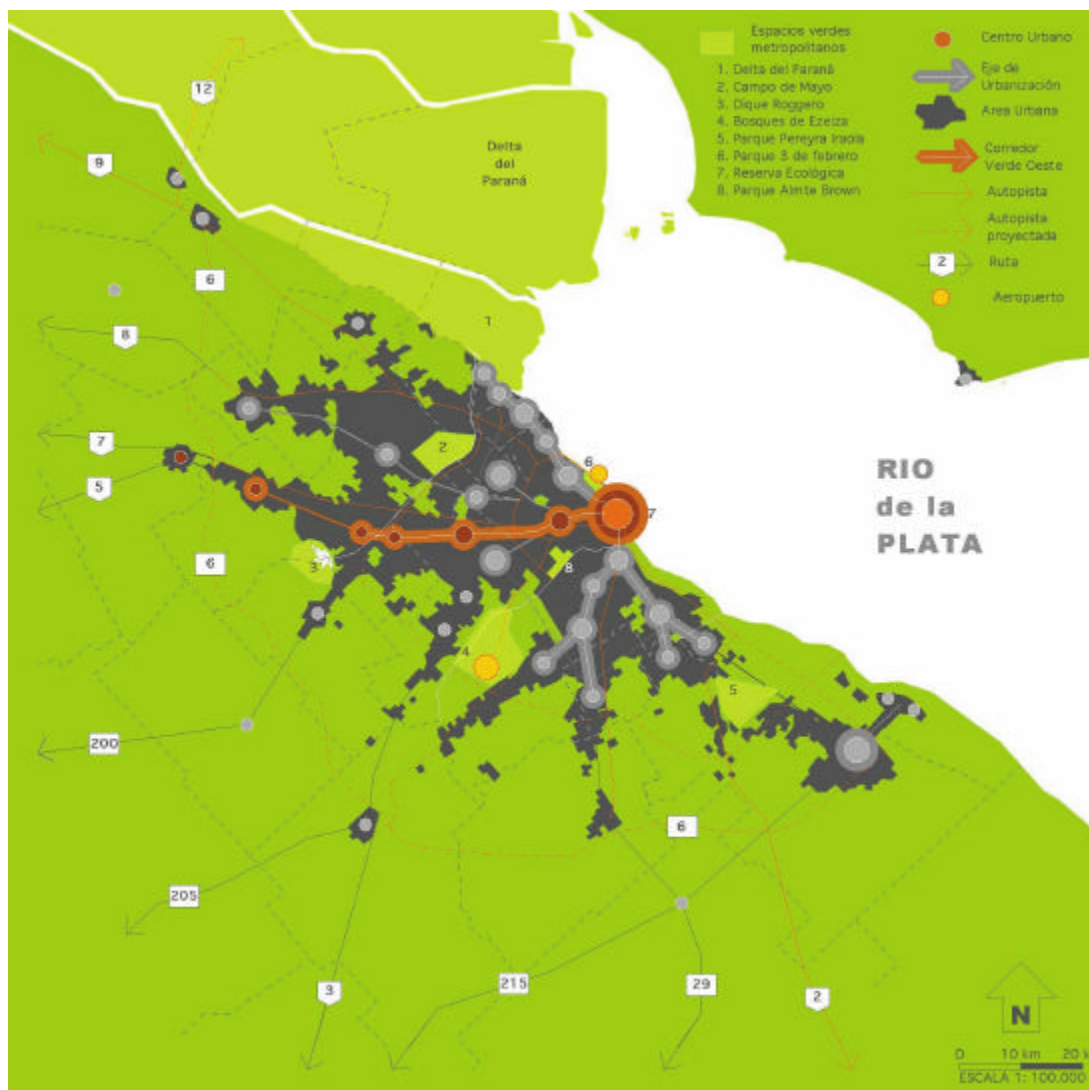 Espacios verdes
metropolitanos
1. Delta del Paraná
2. Campo de Mayo
3. Dique Roggero
4. Bosques de Ezeiza
5. Parque Pereyra Iraola
6. Parque 3 de febrero
7. Reserva Ecológica
8. Parque Almte Brown
Centro Urbano
Eje de
Urbanización
Area Urbana
Corredor
Verde Oeste
Autopista
Autopista
proyectada
2
Ruta
Aeropuerto
12
9
Delta
del
Paraná
6
8
1
7
5
2
6
7
RIO
de la
PLATA
6
3
8
4
5
200
6
205
3
215
29
2
N
0 10 km 20 k
ESCALA 1: 100.000